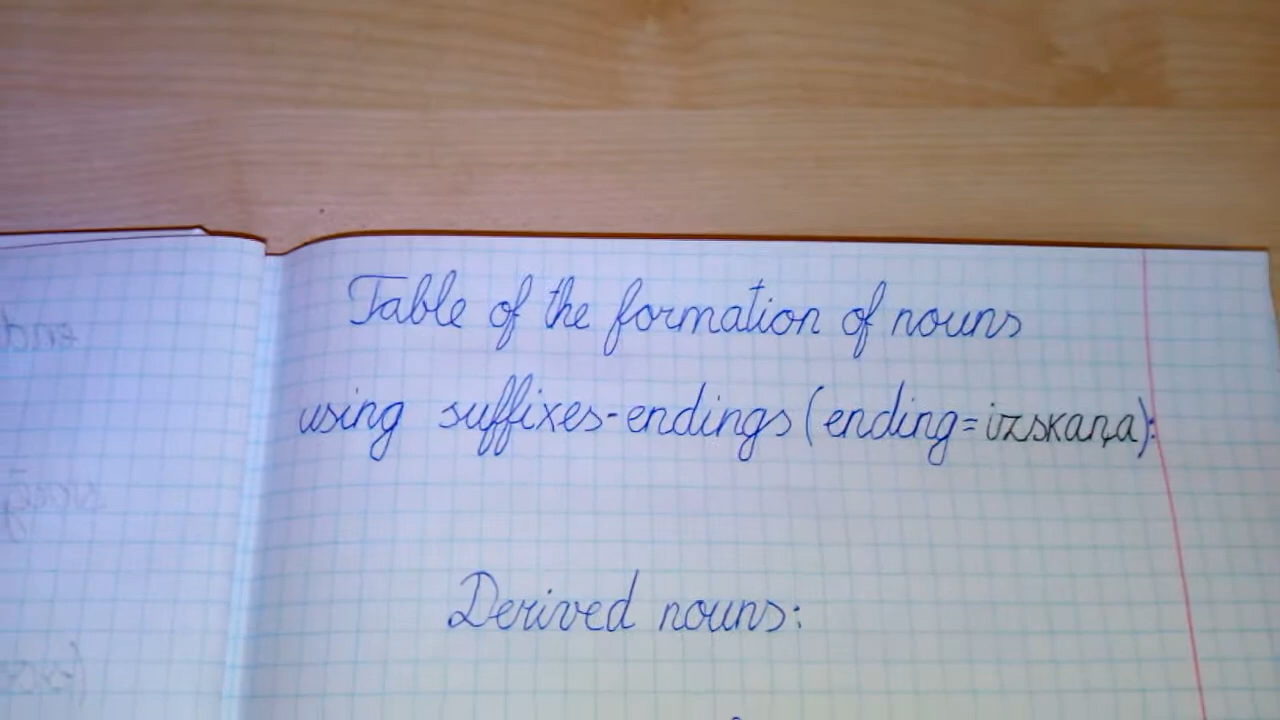 Table of the formation of nouns
using suffixes-endings (ending=izskaņa):
Derived nouns: